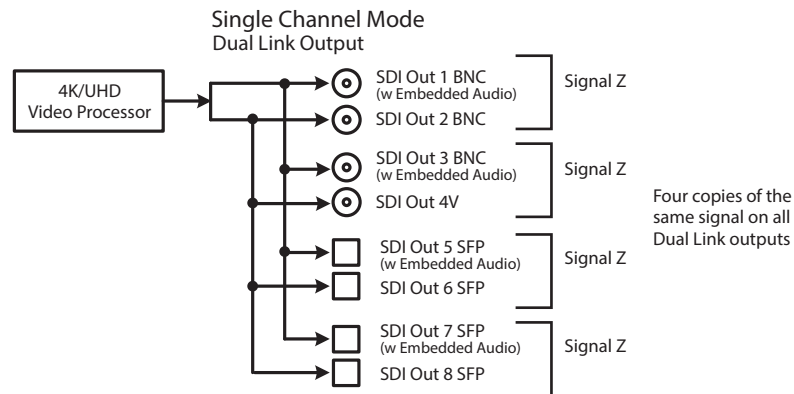 Single Channel Mode
Dual Link Output
4K/UHD
Video Processor
SDI Out 1 BNC
(w Embedded Audio)
SDI Out 2 BNC
Signal Z
SDI Out 3 BNC
(w Embedded Audio)
SDI Out 4V
Signal Z
SDI Out 5 SFP
(w Embedded Audio)
SDI Out 6 SFP
Signal Z
SDI Out 7 SFP
(w Embedded Audio)
SDI Out 8 SFP
Signal Z
Four copies of the
same signal on all
Dual Link outputs